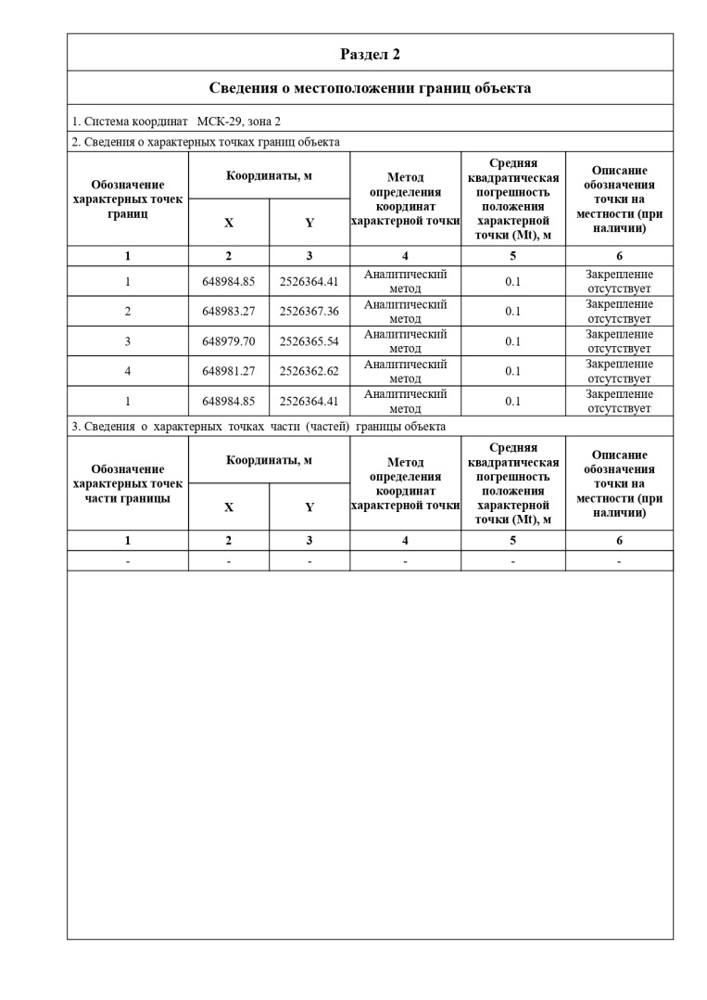 Раздел 2
Сведения о местоположении границ объекта
1. Система координат МСК-29, зона 2
2. Сведения о характерных точках границ объекта
Обозначение характерных точек границ
Координаты, м
X
Y
Метод определения координат характерной точки
Средняя квадратическая погрешность положения характерной точки (Mt), м
Описание обозначения точки на местности (при наличии)
1 2 3 4 5 6
1 648984.85 2526364.41 Аналитический метод 0.1 Закрепление отсутствует
2 648983.27 2526367.36 Аналитический метод 0.1 Закрепление отсутствует
3 648979.70 2526365.54 Аналитический метод 0.1 Закрепление отсутствует
4 648981.27 2526362.62 Аналитический метод 0.1 Закрепление отсутствует
1 648984.85 2526364.41 Аналитический метод 0.1 Закрепление отсутствует
3. Сведения о характерных точках части (частей) границы объекта
Обозначение характерных точек части границы
Координаты, м
X
Y
Метод определения координат характерной точки
Средняя квадратическая погрешность положения характерной точки (Mt), м
Описание обозначения точки на местности (при наличии)
1 2 3 4 5 6
- - - - - -